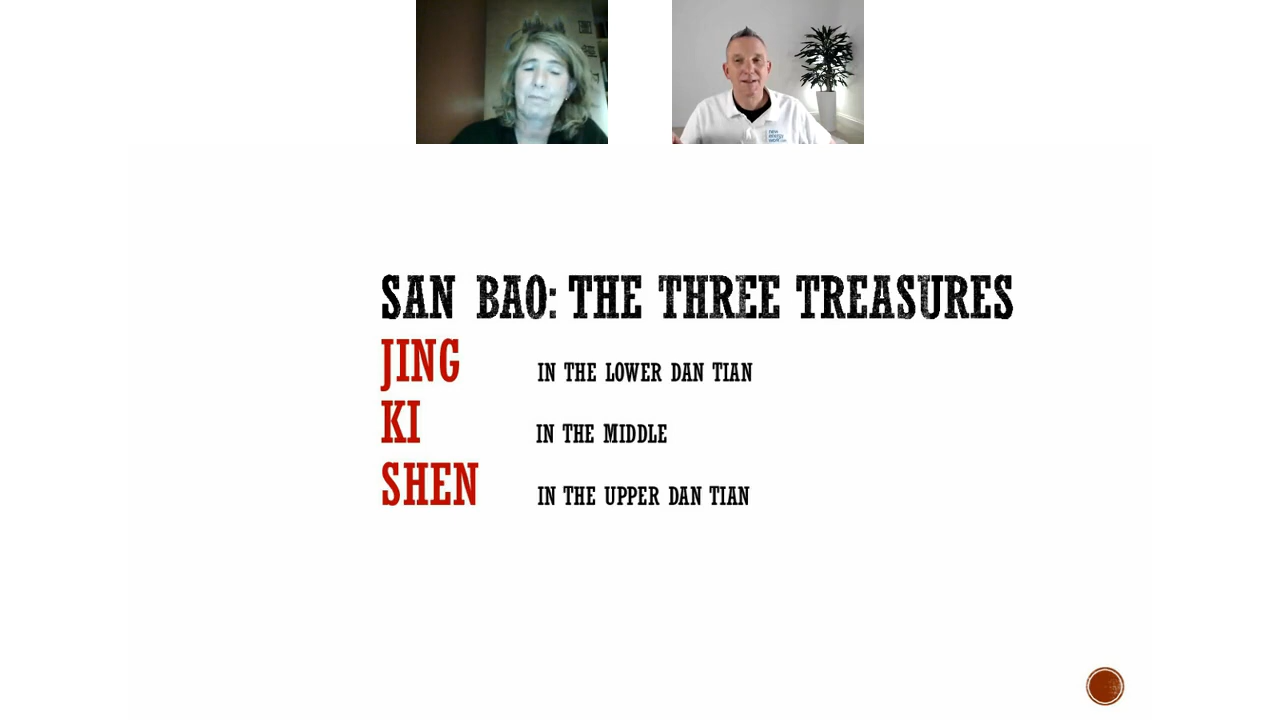 SAN BAO: THE THREE TREASURES
JING IN THE LOWER DAN TIAN
KI IN THE MIDDLE
SHEN IN THE UPPER DAN TIAN